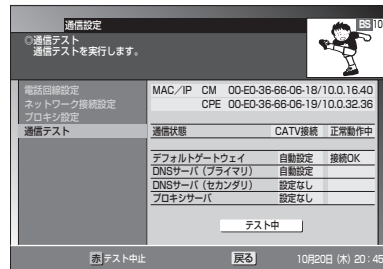 通信設定
BS 10
◎通信テスト
通信テストを実行します。
電話回線設定
ネットワーク接続設定
プロキシ設定
通信テスト
MAC／IP CM 00-E0-36-66-06-18/10.0.16.40
CPE 00-E0-36-66-06-19/10.0.32.36
通信状態 CATV接続 正常動作中
デフォルトゲートウェイ 自動設定 接続OK
DNSサーバ（プライマリ） 自動設定
DNSサーバ（セカンダリ） 設定なし
プロキシサーバ 設定なし
テスト中
赤 テスト中止 戻る 10月20日 (木) 20：45